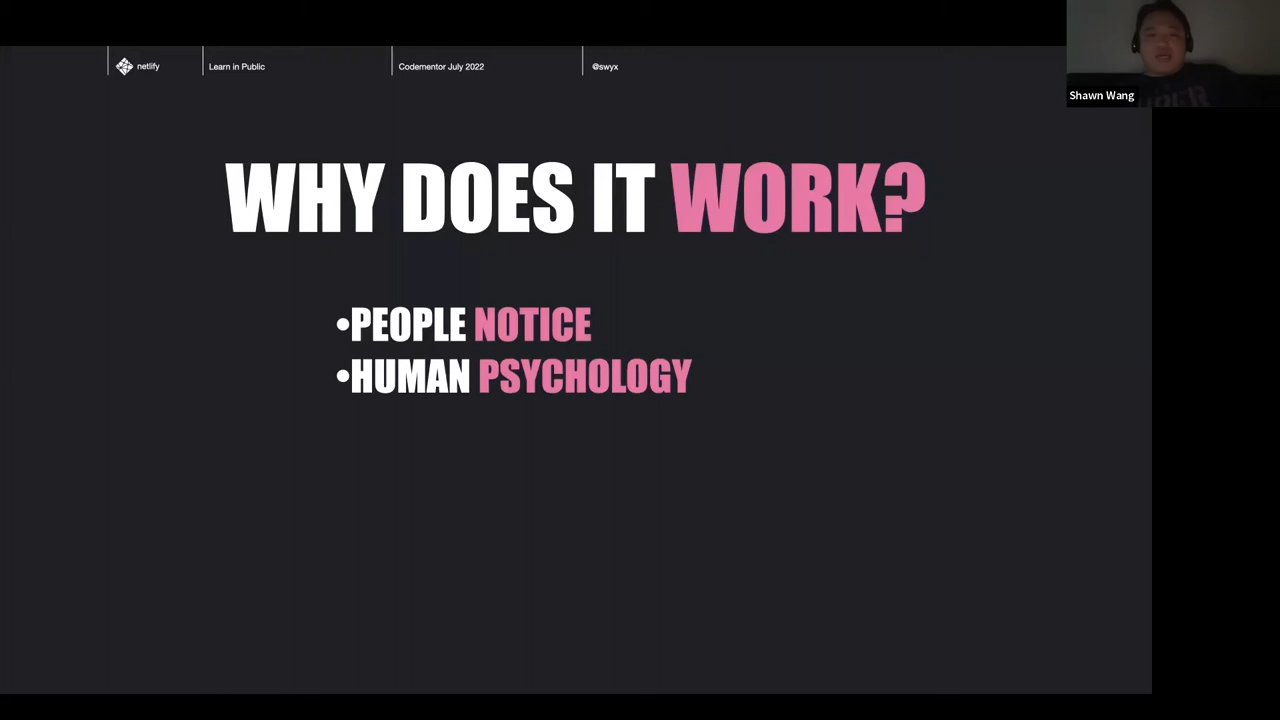 netlify
Learn in Public
Codementor July 2022
@swyx
Shawn Wang
WHY DOES IT WORK?
•PEOPLE NOTICE
•HUMAN PSYCHOLOGY